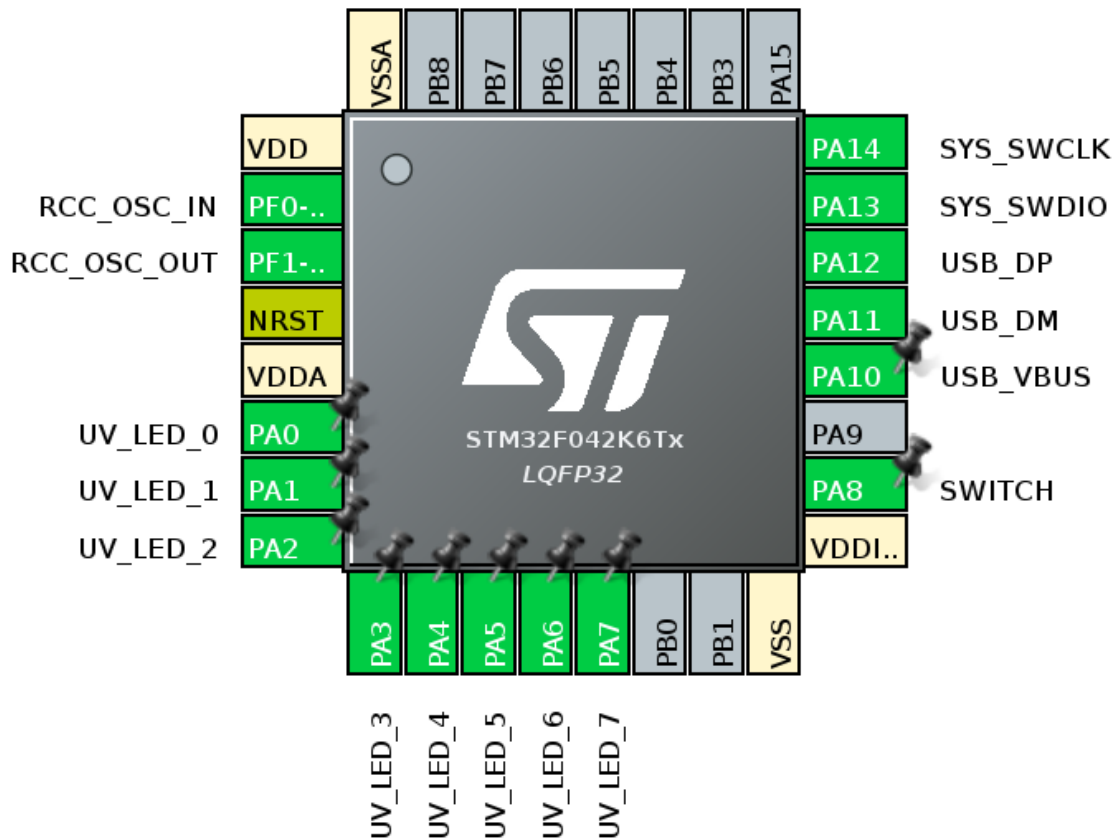 VSSA
PB8
PB7
PB6
PB5
PB4
PB3
PA15
VDD
RCC_OSC_IN PF0-..
RCC_OSC_OUT PF1-..
NRST
VDDA
UV_LED_0 PA0
UV_LED_1 PA1
UV_LED_2 PA2
ST
STM32F042K6Tx
LQFP32
PA14 SYS_SWCLK
PA13 SYS_SWDIO
PA12 USB_DP
PA11 USB_DM
PA10 USB_VBUS
PA9
PA8 SWITCH
VDDI..
PA3
PA4
PA5
PA6
PA7
PB0
PB1
VSS
UV_LED_3
UV_LED_4
UV_LED_5
UV_LED_6
UV_LED_7